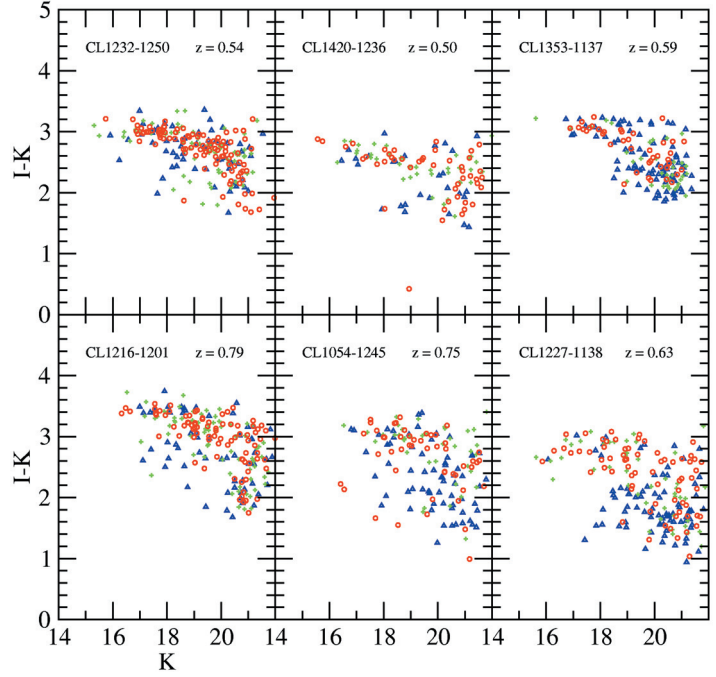 5
CL1232-1250 z = 0.54 CL1420-1236 z = 0.50 CL1353-1137 z = 0.59
4
3
I-K
2
1
0
CL1216-1201 z = 0.79 CL1054-1245 z = 0.75 CL1227-1138 z = 0.63
4
3
I-K
2
1
0
14 16 18 20 14 16 18 20 14 16 18 20
K